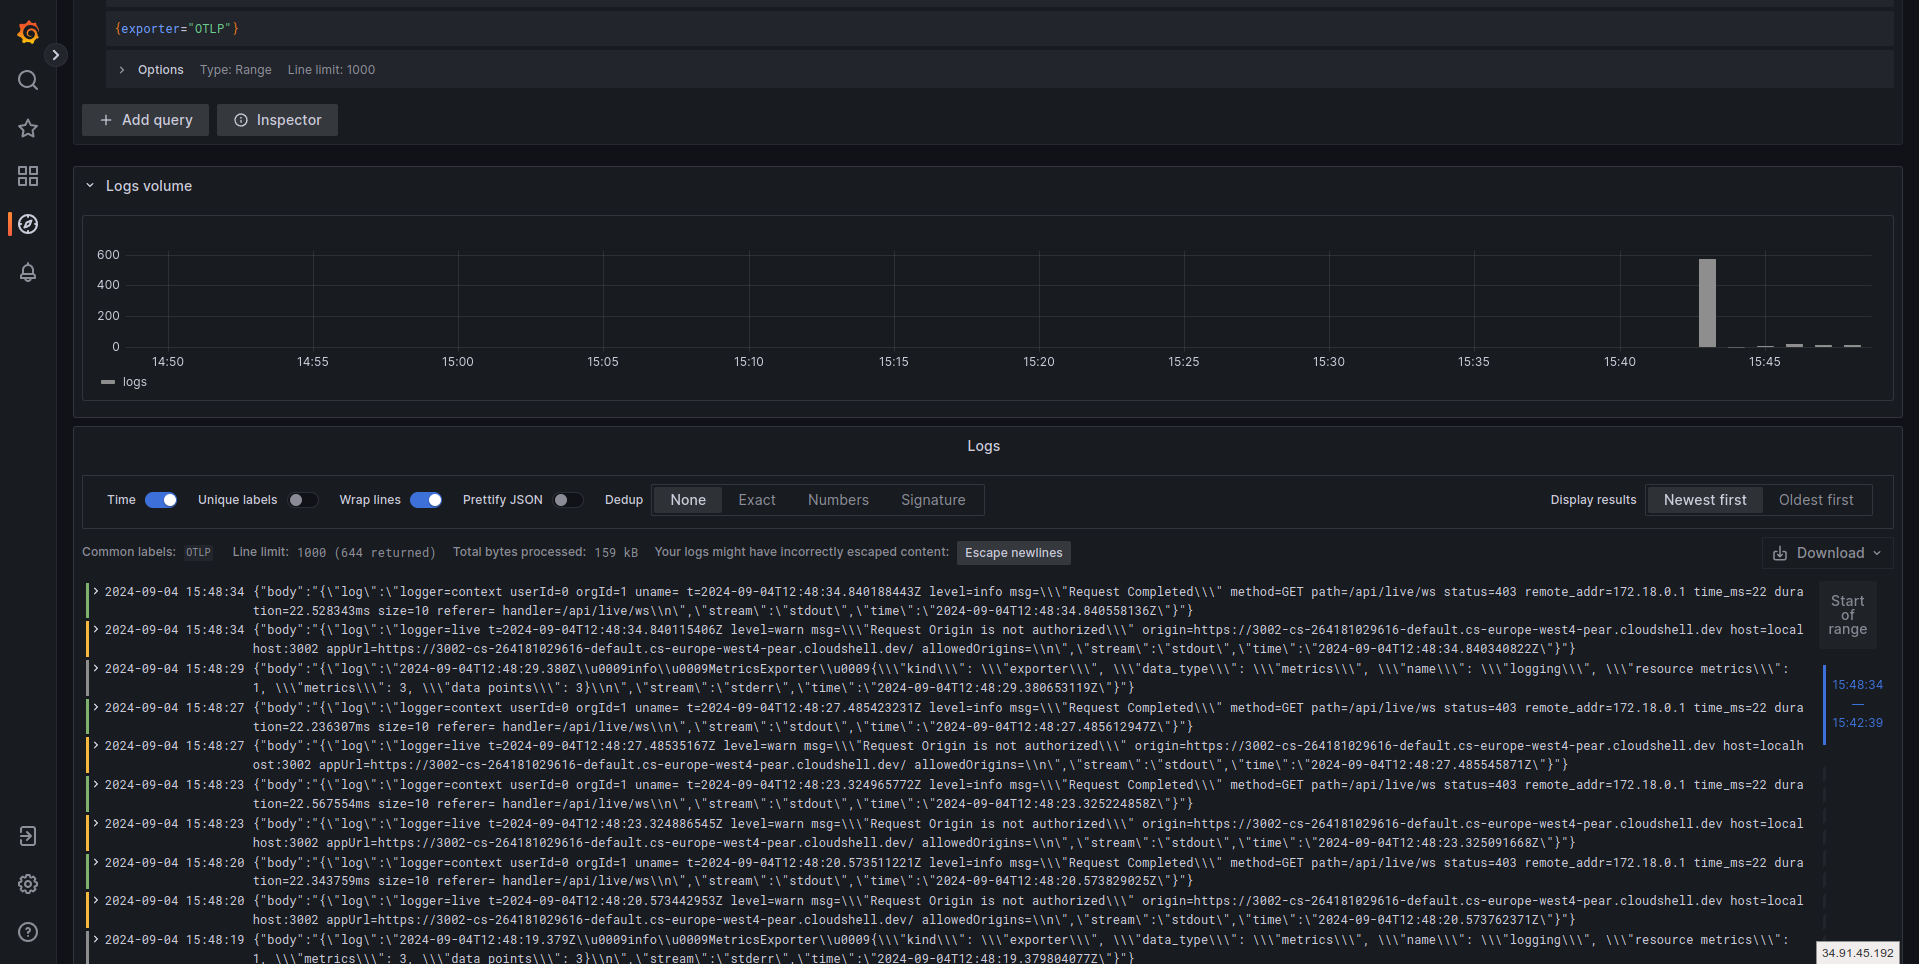 {exporter="OTLP"}
Options Type: Range Line limit: 1000
+ Add query Inspector
Logs volume
600
400
200
0
14:50 14:55 15:00 15:05 15:10 15:15 15:20 15:25 15:30 15:35 15:40 15:45
logs
Logs
Time Unique labels Wrap lines Prettify JSON Dedup None Exact Numbers Signature Display results Newest first Oldest first
Common labels: OTLP Line limit: 1000 (644 returned) Total bytes processed: 159 kB Your logs might have incorrectly escaped content: Escape newlines Download
2024-09-04 15:48:34 {"body":"{\"log\":\"logger=context userId=0 orgId=1 uname= t=2024-09-04T12:48:34.840188443Z level=info msg=\\\"Request Completed\\\" method=GET path=/api/live/ws status=403 remote_addr=172.18.0.1 time_ms=22 dura
tion=22.528343ms size=10 referer= handler=/api/live/ws\\n\",\"stream\":\"stdout\",\"time\":\"2024-09-04T12:48:34.840558136Z\"}"}
2024-09-04 15:48:34 {"body":"{\"log\":\"logger=live t=2024-09-04T12:48:34.840115406Z level=warn msg=\\\"Request Origin is not authorized\\\" origin=https://3002-cs-264181029616-default.cs-europe-west4-pear.cloudshell.dev host=local
host:3002 appUrl=https://3002-cs-264181029616-default.cs-europe-west4-pear.cloudshell.dev/ allowedOrigins=\\n\",\"stream\":\"stdout\",\"time\":\"2024-09-04T12:48:34.840340822Z\"}"}
2024-09-04 15:48:29 {"body":"{\"log\":\"2024-09-04T12:48:29.380Z\\u0009info\\u0009MetricsExporter\\u0009{\\\"kind\\\": \\\"exporter\\\", \\\"data_type\\\": \\\"metrics\\\", \\\"name\\\": \\\"logging\\\", \\\"resource metrics\\\":
1, \\\"metrics\\\": 3, \\\"data points\\\": 3}\\n\",\"stream\":\"stderr\",\"time\":\"2024-09-04T12:48:29.380653119Z\"}"}
2024-09-04 15:48:27 {"body":"{\"log\":\"logger=context userId=0 orgId=1 uname= t=2024-09-04T12:48:27.485423231Z level=info msg=\\\"Request Completed\\\" method=GET path=/api/live/ws status=403 remote_addr=172.18.0.1 time_ms=22 dura
tion=22.236307ms size=10 referer= handler=/api/live/ws\\n\",\"stream\":\"stdout\",\"time\":\"2024-09-04T12:48:27.485612947Z\"}"}
2024-09-04 15:48:27 {"body":"{\"log\":\"logger=live t=2024-09-04T12:48:27.48535167Z level=warn msg=\\\"Request Origin is not authorized\\\" origin=https://3002-cs-264181029616-default.cs-europe-west4-pear.cloudshell.dev host=localh
ost:3002 appUrl=https://3002-cs-264181029616-default.cs-europe-west4-pear.cloudshell.dev/ allowedOrigins=\\n\",\"stream\":\"stdout\",\"time\":\"2024-09-04T12:48:27.485545871Z\"}"}
2024-09-04 15:48:23 {"body":"{\"log\":\"logger=context userId=0 orgId=1 uname= t=2024-09-04T12:48:23.324965772Z level=info msg=\\\"Request Completed\\\" method=GET path=/api/live/ws status=403 remote_addr=172.18.0.1 time_ms=22 dura
tion=22.567554ms size=10 referer= handler=/api/live/ws\\n\",\"stream\":\"stdout\",\"time\":\"2024-09-04T12:48:23.325224858Z\"}"}
2024-09-04 15:48:23 {"body":"{\"log\":\"logger=live t=2024-09-04T12:48:23.324886545Z level=warn msg=\\\"Request Origin is not authorized\\\" origin=https://3002-cs-264181029616-default.cs-europe-west4-pear.cloudshell.dev host=local
host:3002 appUrl=https://3002-cs-264181029616-default.cs-europe-west4-pear.cloudshell.dev/ allowedOrigins=\\n\",\"stream\":\"stdout\",\"time\":\"2024-09-04T12:48:23.325091668Z\"}"}
2024-09-04 15:48:20 {"body":"{\"log\":\"logger=context userId=0 orgId=1 uname= t=2024-09-04T12:48:20.573511221Z level=info msg=\\\"Request Completed\\\" method=GET path=/api/live/ws status=403 remote_addr=172.18.0.1 time_ms=22 dura
tion=22.343759ms size=10 referer= handler=/api/live/ws\\n\",\"stream\":\"stdout\",\"time\":\"2024-09-04T12:48:20.573829025Z\"}"}
2024-09-04 15:48:20 {"body":"{\"log\":\"logger=live t=2024-09-04T12:48:20.573442953Z level=warn msg=\\\"Request Origin is not authorized\\\" origin=https://3002-cs-264181029616-default.cs-europe-west4-pear.cloudshell.dev host=local
host:3002 appUrl=https://3002-cs-264181029616-default.cs-europe-west4-pear.cloudshell.dev/ allowedOrigins=\\n\",\"stream\":\"stdout\",\"time\":\"2024-09-04T12:48:20.573762371Z\"}"}
2024-09-04 15:48:19 {"body":"{\"log\":\"2024-09-04T12:48:19.379Z\\u0009info\\u0009MetricsExporter\\u0009{\\\"kind\\\": \\\"exporter\\\", \\\"data_type\\\": \\\"metrics\\\", \\\"name\\\": \\\"logging\\\", \\\"resource metrics\\\":
1, \\\"metrics\\\": 3, \\\"data points\\\": 3}\\n\",\"stream\":\"stderr\",\"time\":\"2024-09-04T12:48:19.379804077Z\"}"}
Start
of
range
15:48:34
—
15:42:39
34.91.45.192